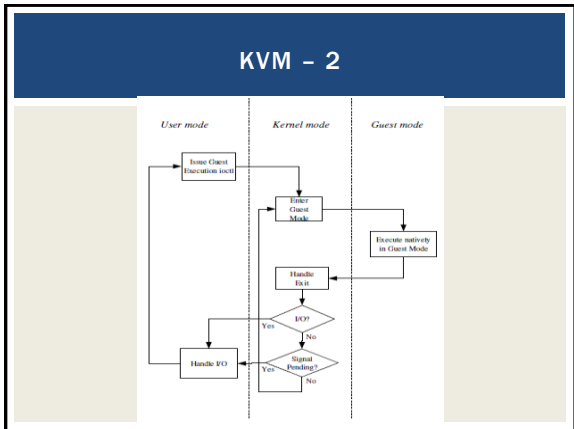 KVM – 2
User mode
Kernel mode
Guest mode
Issue Guest
Execution ioctl
Enter
Guest
Mode
Execute natively
in Guest Mode
Handle
Exit
I/O?
Yes
No
Handle I/O
Signal
Pending?
Yes
No